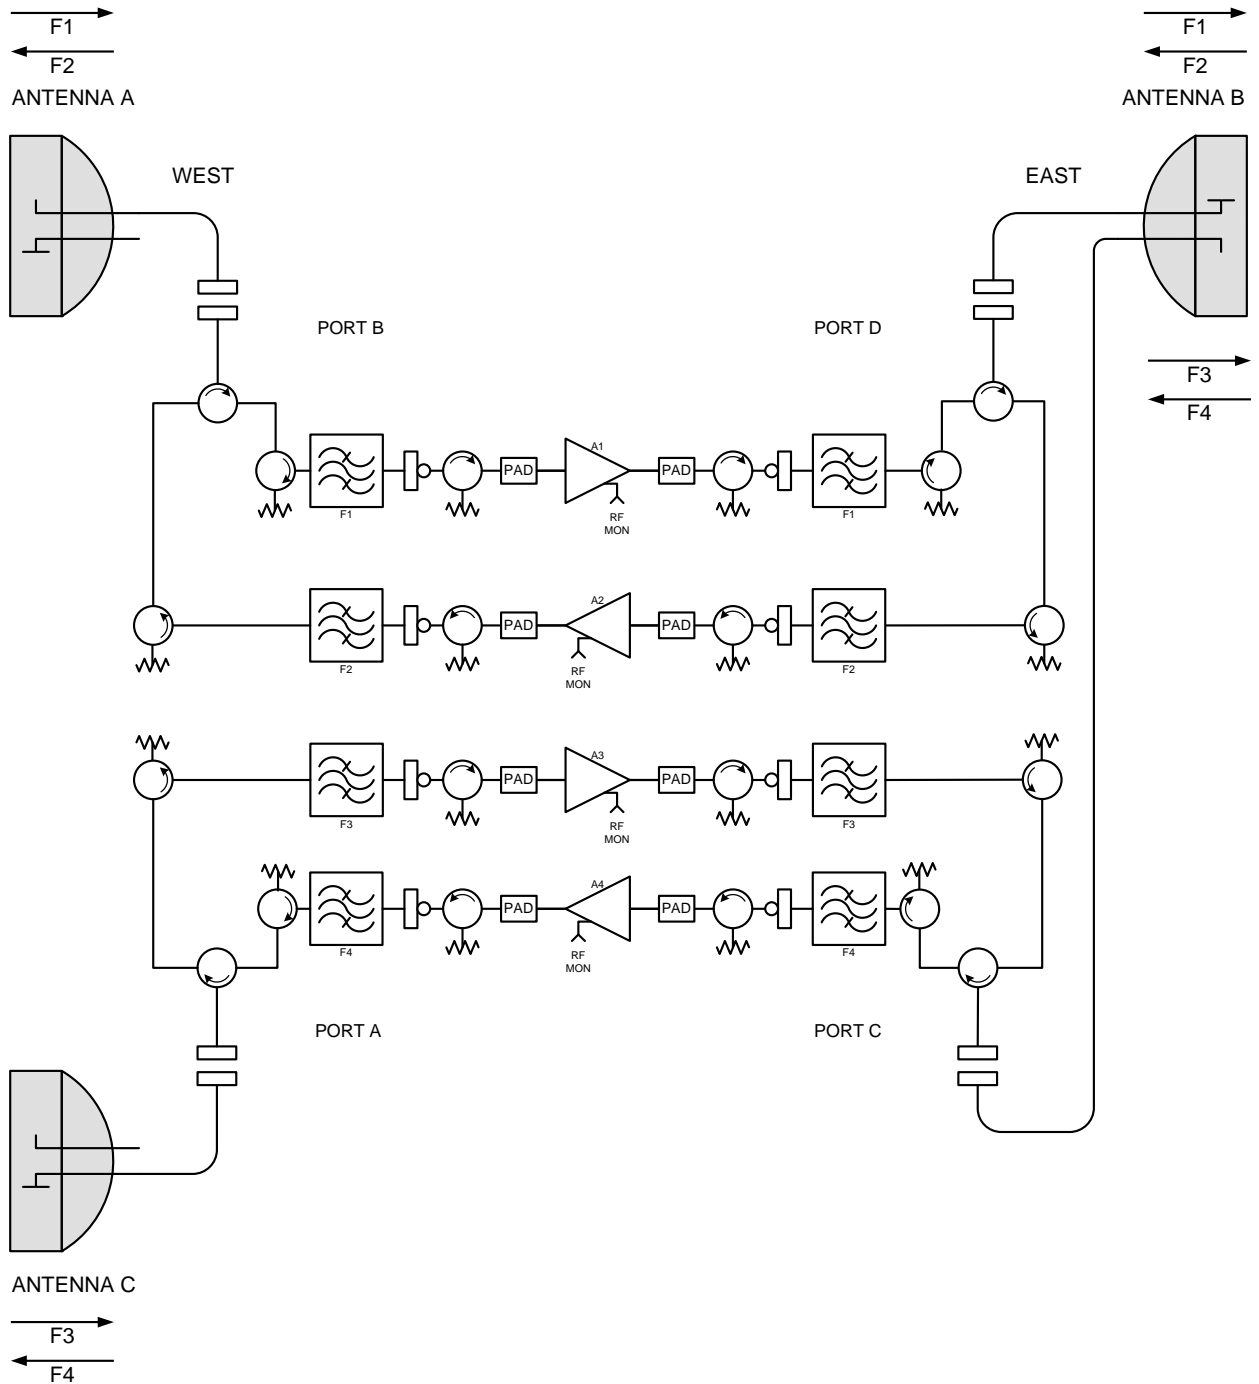 F1
F1
F2
F2
ANTENNA A
ANTENNA B
WEST
EAST
PORT B
PORT D
F3
F4
A1
PAD
PAD
F1
RF
MON
F1
A2
PAD
PAD
F2
RF
MON
F2
A3
PAD
PAD
F3
RF
MON
F3
A4
PAD
PAD
F4
RF
MON
F4
PORT A
PORT C
ANTENNA C
F3
F4